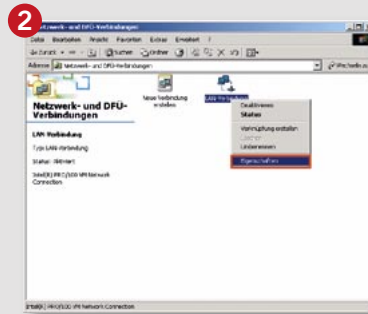 2
Netzwerk- und DFÜ-Verbindungen
Datei Bearbeiten Ansicht Favoriten Extras Erweitert ?
Zurück Suchen Ordner
Adresse Netzwerk- und DFÜ-Verbindungen Wechseln zu
Netzwerk- und DFÜ-
Verbindungen
LAN-Verbindung
Typ: LAN-Verbindung
Status: Aktiviert
Intel(R) PRO/100 VM Network
Connection
Neue Verbindung
erstellen
LAN-Verbindung
Deaktivieren
Status
Verknüpfung erstellen
Löschen
Umbenennen
Eigenschaften
Intel(R) PRO/100 VM Network Connection